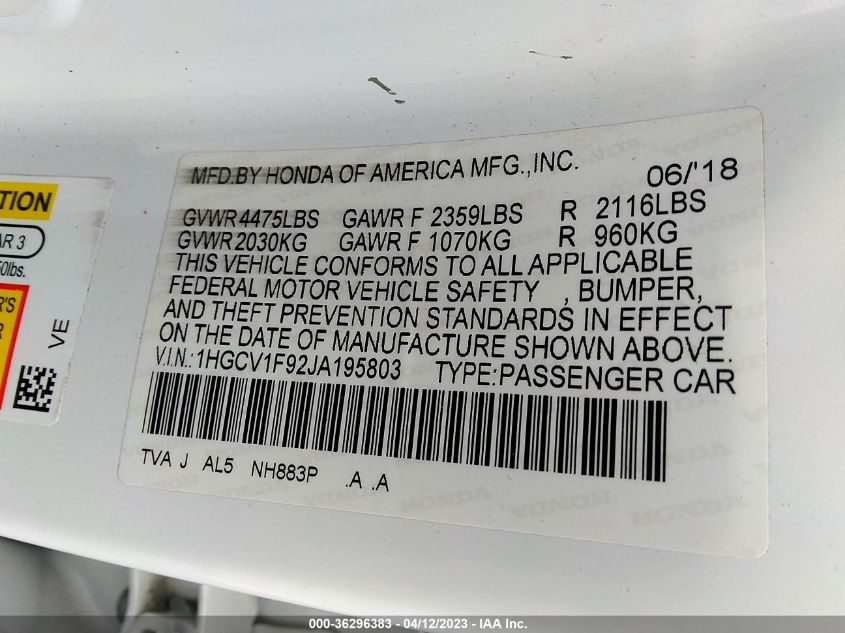 MFD.BY HONDA OF AMERICA MFG.,INC. 06/'18
GVWR 4475LBS GAWR F 2359LBS R 2116LBS
GVWR 2030KG GAWR F 1070KG R 960KG
THIS VEHICLE CONFORMS TO ALL APPLICABLE
FEDERAL MOTOR VEHICLE SAFETY , BUMPER,
AND THEFT PREVENTION STANDARDS IN EFFECT
ON THE DATE OF MANUFACTURE SHOWN ABOVE.
V.I.N.:1HGCV1F92JA195803 TYPE:PASSENGER CAR
TVA J AL5 NH883P .A .A
VE
000-36296383 - 04/12/2023 - IAA Inc.